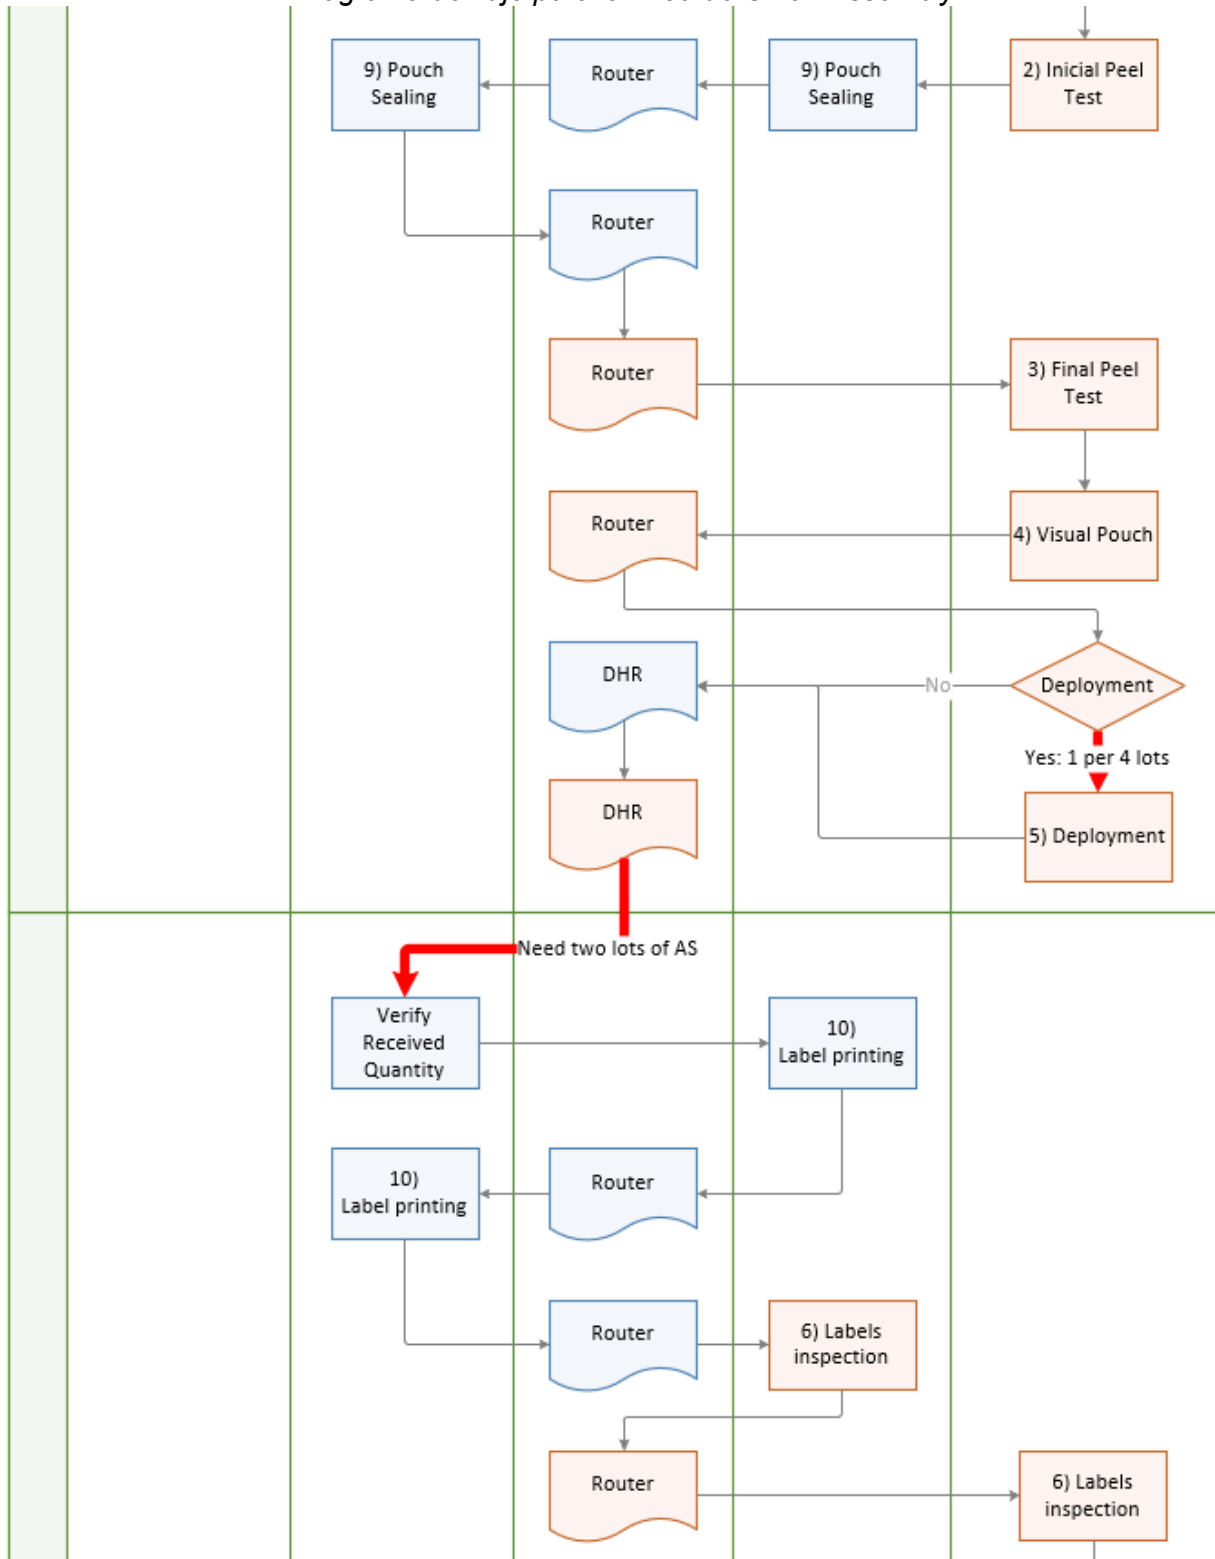 9) Pouch
Sealing
Router
9) Pouch
Sealing
2) Inicial Peel
Test
Router
Router
3) Final Peel
Test
Router
4) Visual Pouch
DHR
No
Deployment
Yes: 1 per 4 lots
DHR
5) Deployment
Need two lots of AS
Verify
Received
Quantity
10)
Label printing
10)
Label printing
Router
Router
6) Labels
inspection
Router
6) Labels
inspection